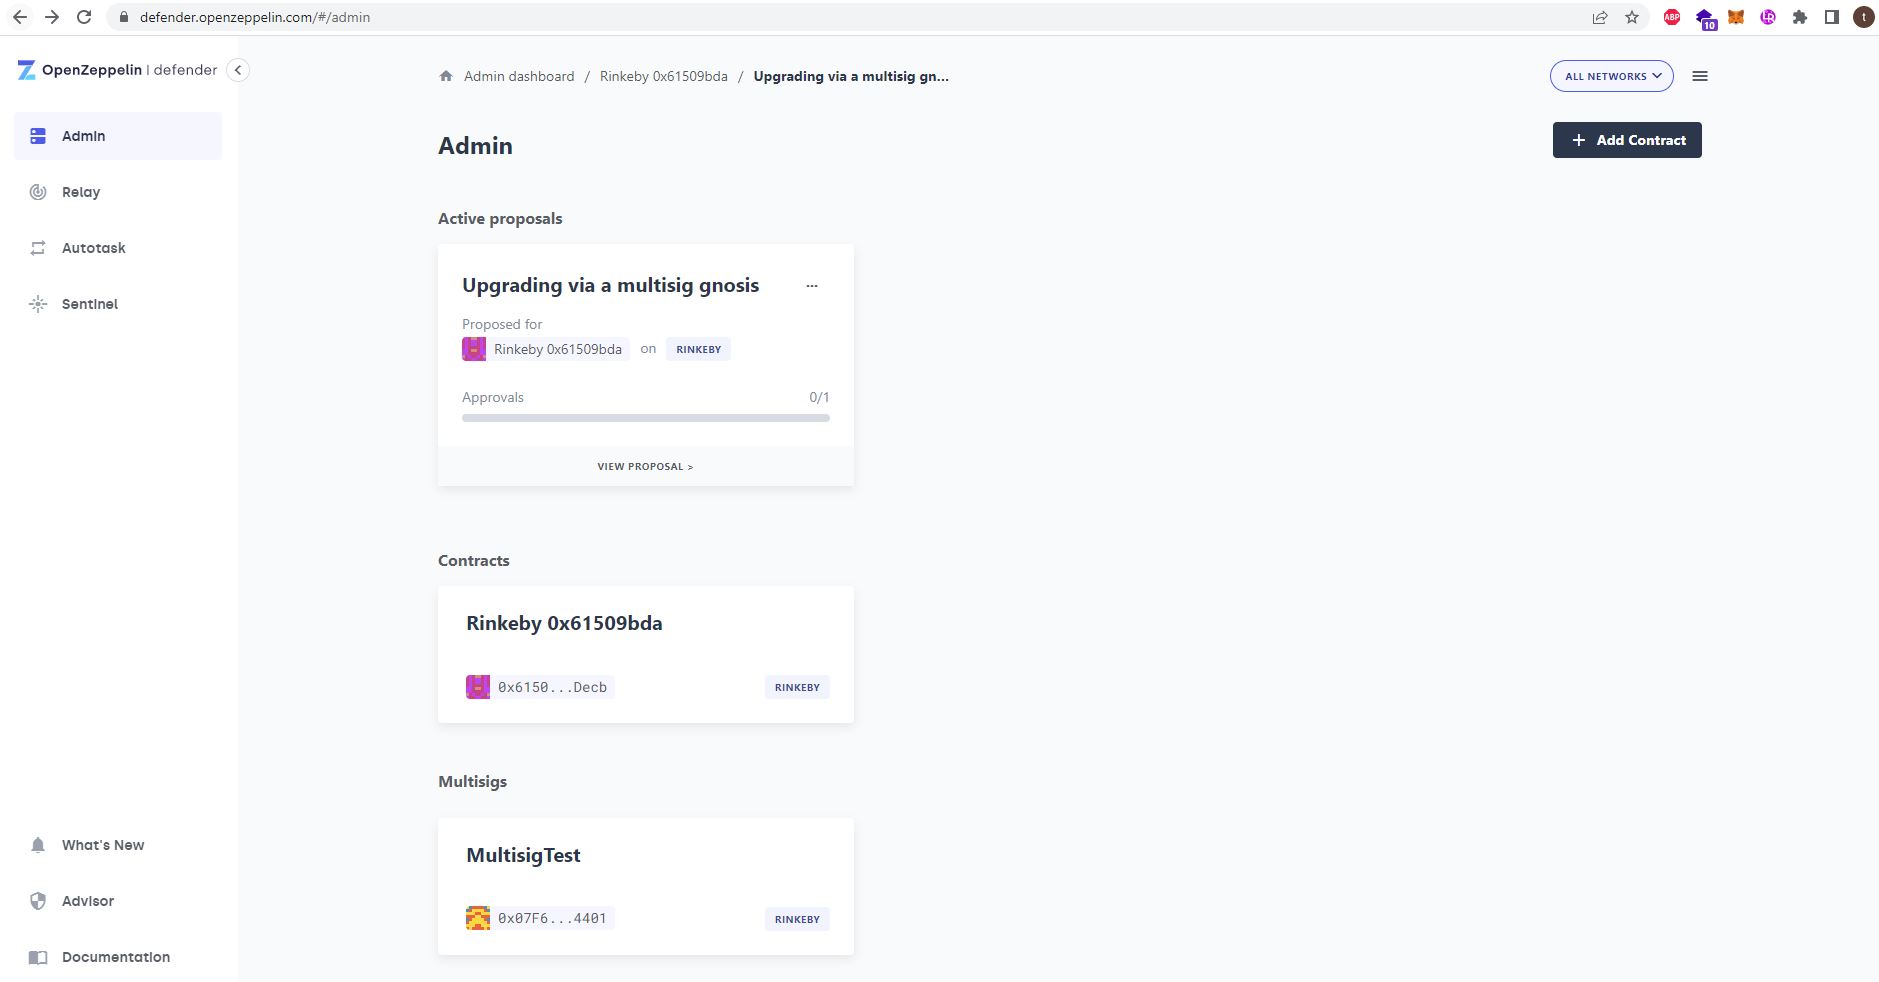 defender.openzeppelin.com/#/admin
ABP
10
LR
t
OpenZeppelin | defender
Admin dashboard / Rinkeby 0x61509bda / Upgrading via a multisig gn...
ALL NETWORKS
Admin
Relay
Autotask
Sentinel
What's New
Advisor
Documentation
Admin
+ Add Contract
Active proposals
Upgrading via a multisig gnosis ...
Proposed for
Rinkeby 0x61509bda on RINKEBY
Approvals 0/1
VIEW PROPOSAL >
Contracts
Rinkeby 0x61509bda
0x6150...Decb RINKEBY
Multisigs
MultisigTest
0x07F6...4401 RINKEBY